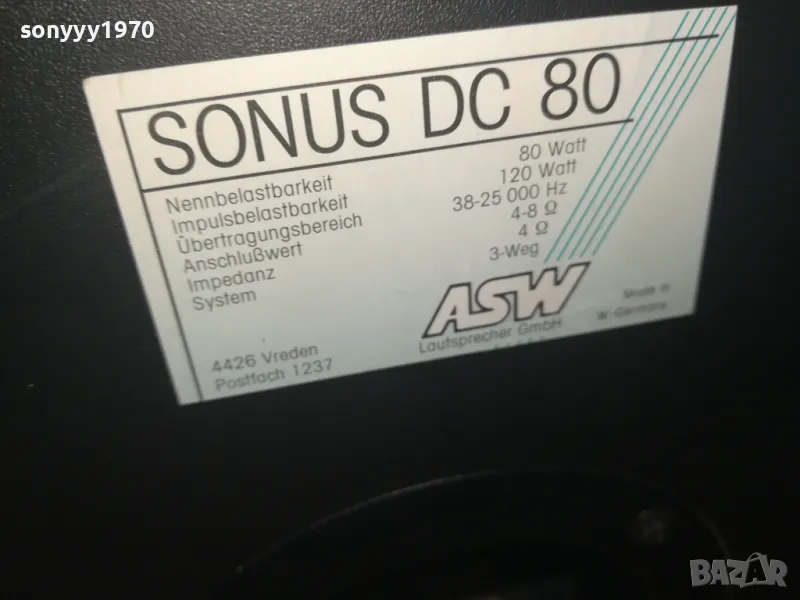 sonyyy1970
SONUS DC 80
Nennbelastbarkeit 80 Watt
Impulsbelastbarkeit 120 Watt
Übertragungsbereich 38-25 000 Hz
Anschlußwert 4-8 Ω
Impedanz 4 Ω
System 3-Weg
ASW
Lautsprecher GmbH
4426 Vreden
Postfach 1237
Made in
W. Germany
BAZAR